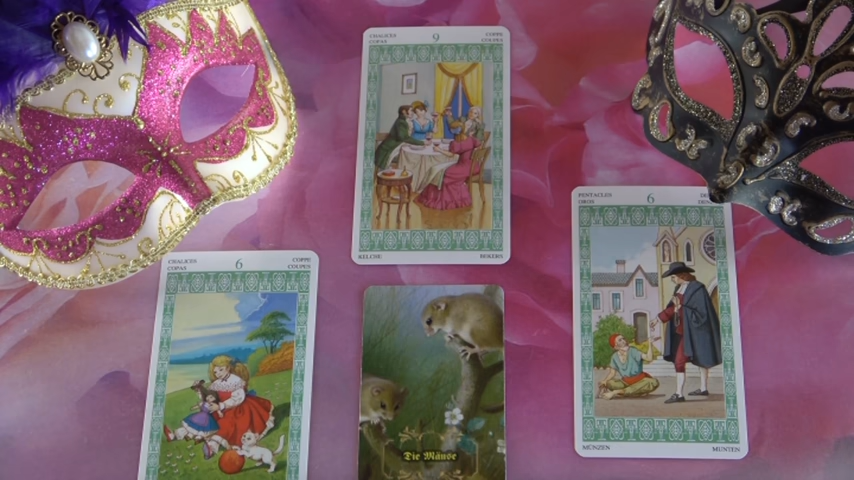 CHALICES 9 COPPE
COPAS COUPES
KELCHE BEKERS
PENTACLES 6
OROS
MÜNZEN MUNTEN
CHALICES 6 COPPE
COPAS COUPES
Die Mäuse